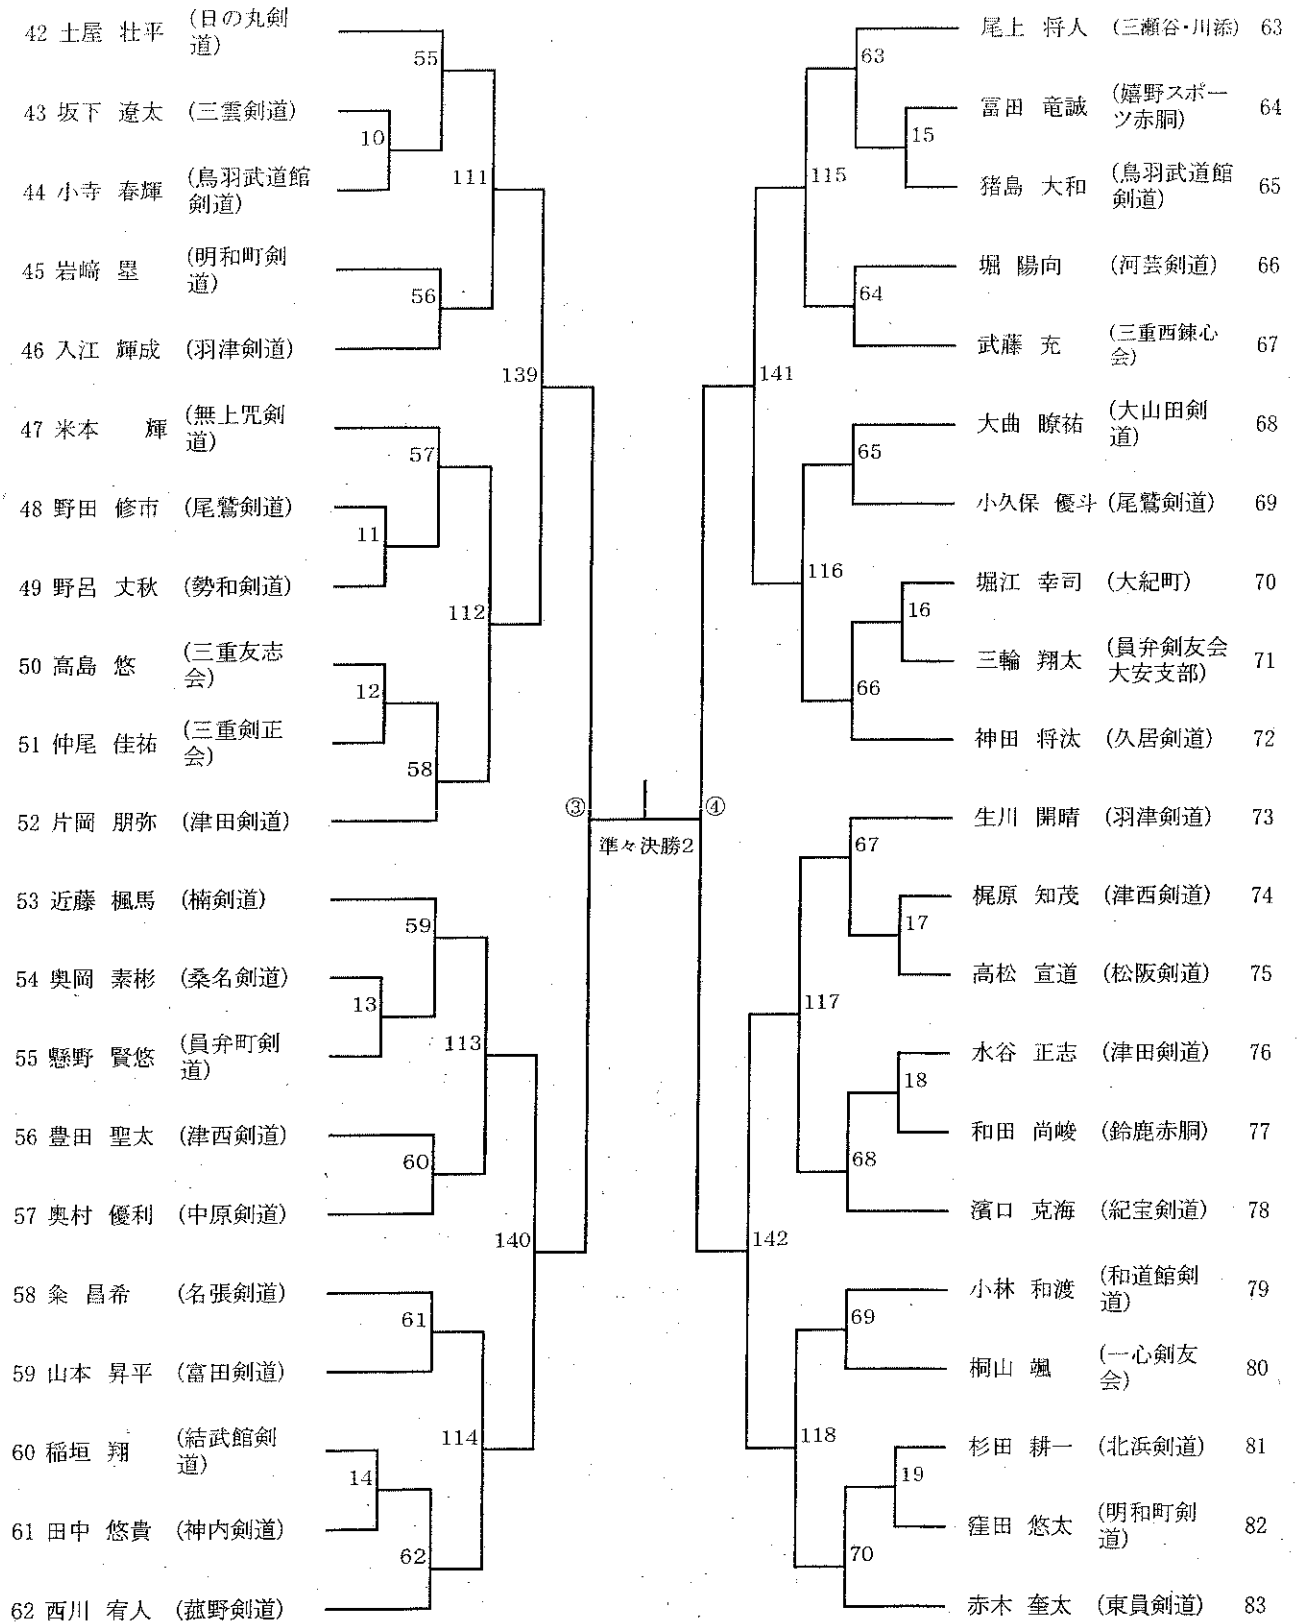 42 土屋 壮平 (日の丸剣
道)
43 坂下 遼太 (三雲剣道)
44 小寺 春輝 (鳥羽武道館
剣道)
45 岩﨑 塁 (明和町剣
道)
46 入江 輝成 (羽津剣道)
47 米本 輝 (無上咒剣
道)
48 野田 修市 (尾鷲剣道)
49 野呂 丈秋 (勢和剣道)
50 高島 悠 (三重友志
会)
51 仲尾 佳祐 (三重剣正
会)
52 片岡 朋弥 (津田剣道)
53 近藤 楓馬 (楠剣道)
54 奥岡 素彬 (桑名剣道)
55 懸野 賢悠 (員弁町剣
道)
56 豊田 聖太 (津西剣道)
57 奥村 優利 (中原剣道)
58 粂 昌希 (名張剣道)
59 山本 昇平 (富田剣道)
60 稲垣 翔 (結武館剣
道)
61 田中 悠貴 (神内剣道)
62 西川 宥人 (菰野剣道)
55
10
111
56
139
57
11
112
12
58
59
13
113
60
140
61
114
14
62
③
④
準々決勝2
63
15
115
64
141
65
116
16
66
67
17
117
18
68
142
69
118
19
70
尾上 将人 (三瀬谷・川添) 63
冨田 竜誠 (嬉野スポー
ツ赤胴) 64
猪島 大和 (鳥羽武道館
剣道) 65
堀 陽向 (河芸剣道) 66
武藤 充 (三重西錬心
会) 67
大曲 瞭祐 (大山田剣
道) 68
小久保 優斗 (尾鷲剣道) 69
堀江 幸司 (大紀町) 70
三輪 翔太 (員弁剣友会
大安支部) 71
神田 将汰 (久居剣道) 72
生川 開晴 (羽津剣道) 73
梶原 知茂 (津西剣道) 74
高松 宣道 (松阪剣道) 75
水谷 正志 (津田剣道) 76
和田 尚峻 (鈴鹿赤胴) 77
濱口 克海 (紀宝剣道) 78
小林 和渡 (和道館剣
道) 79
桐山 颯 (一心剣友
会) 80
杉田 耕一 (北浜剣道) 81
窪田 悠太 (明和町剣
道) 82
赤木 奎太 (東員剣道) 83